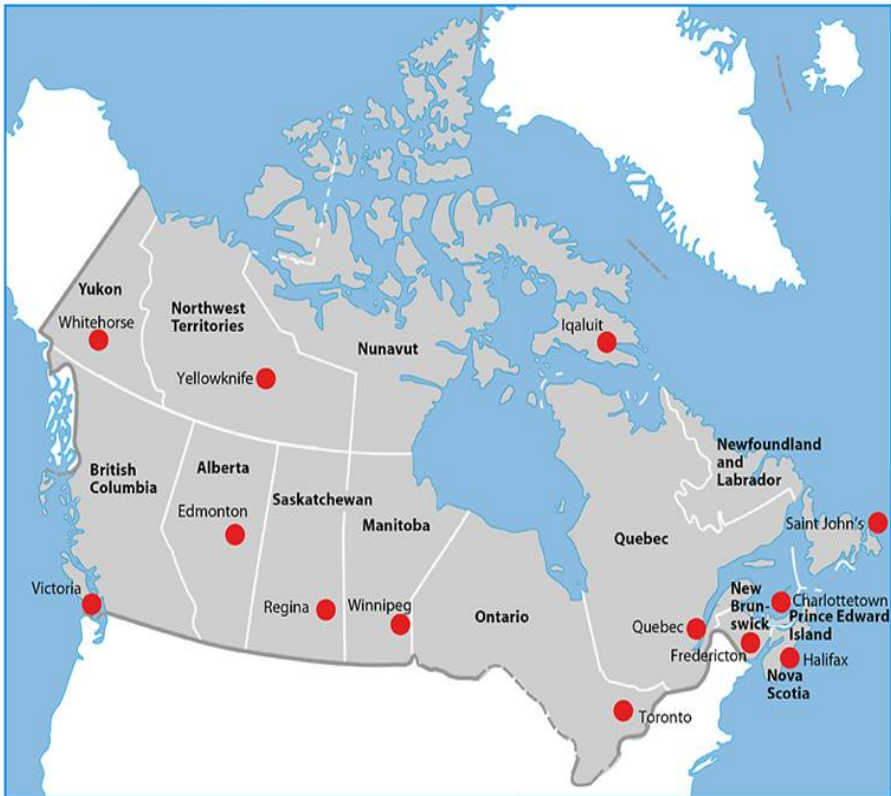 Yukon
Whitehorse
Northwest
Territories
Yellowknife
Nunavut
Iqaluit
British
Columbia
Alberta
Edmonton
Saskatchewan
Manitoba
Newfoundland
and
Labrador
Saint John's
Quebec
Victoria
Regina
Winnipeg
Ontario
Quebec
New
Brun-
swick
Fredericton
Charlottetown
Prince Edward
Island
Halifax
Nova
Scotia
Toronto